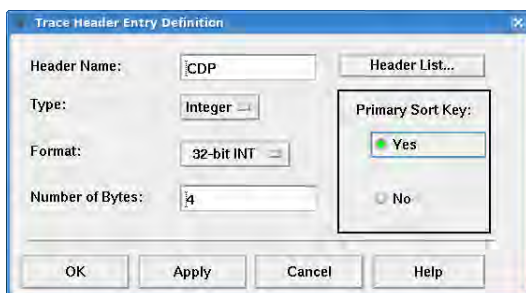 Trace Header Entry Definition
Header Name: CDP Header List...
Type: Integer
Primary Sort Key:
Yes
Format: 32-bit INT
Number of Bytes: 4
No
OK Apply Cancel Help